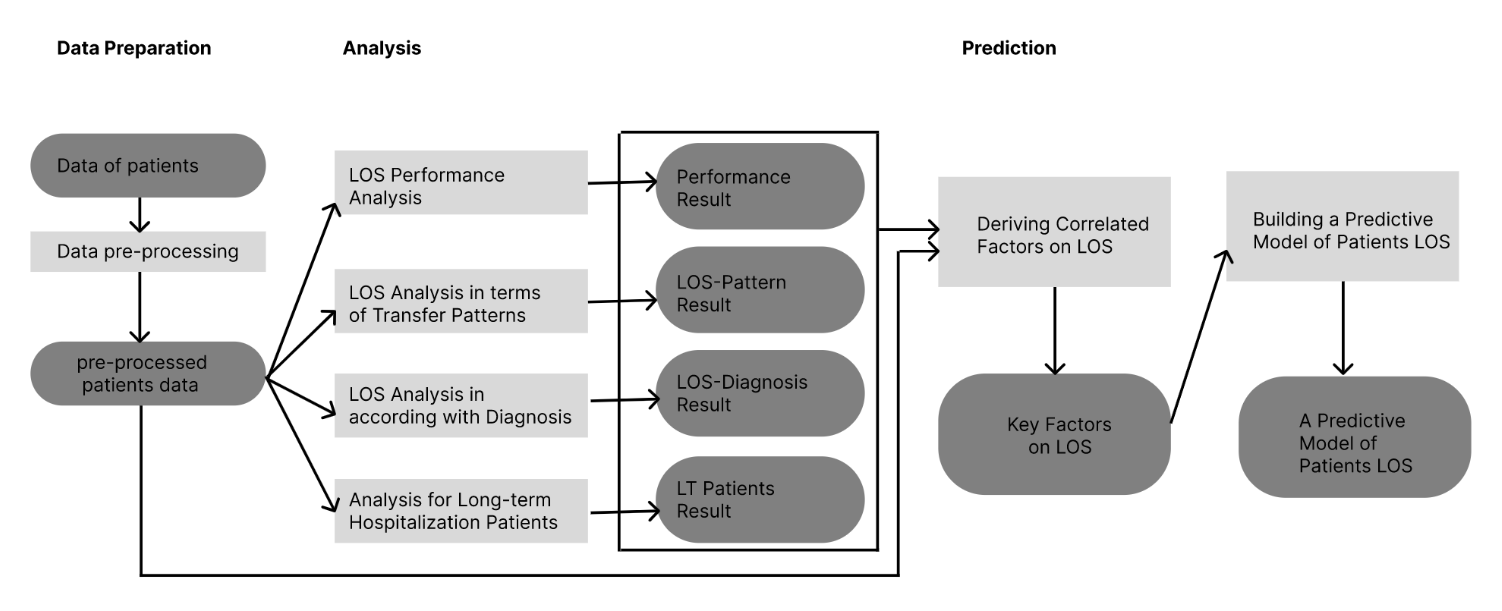 Data Preparation
Analysis
Prediction
Data of patients
Data pre-processing
pre-processed
patients data
LOS Performance
Analysis
LOS Analysis in terms
of Transfer Patterns
LOS Analysis in
according with Diagnosis
Analysis for Long-term
Hospitalization Patients
Performance
Result
LOS-Pattern
Result
LOS-Diagnosis
Result
LT Patients
Result
Deriving Correlated
Factors on LOS
Key Factors
on LOS
Building a Predictive
Model of Patients LOS
A Predictive
Model of
Patients LOS